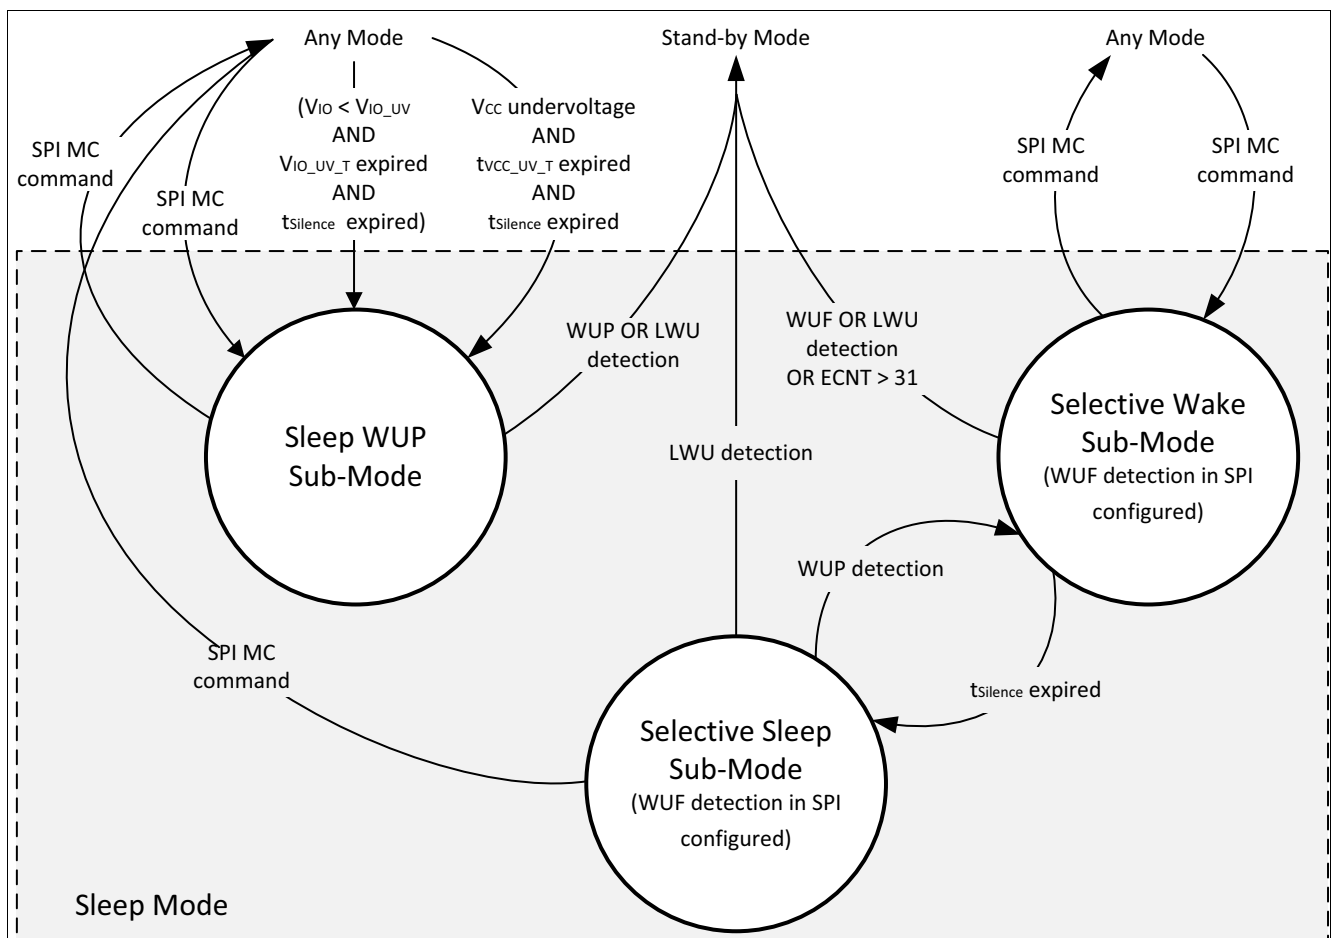 Any Mode
Stand-by Mode
Any Mode
(VIO < VIO_UV
AND
VIO_UV_T expired
AND
tSilence expired)
VCC undervoltage
AND
tVCC_UV_T expired
AND
tSilence expired
SPI MC
command
SPI MC
command
SPI MC
command
SPI MC
command
WUP OR LWU
detection
WUF OR LWU
detection
OR ECNT > 31
Sleep WUP
Sub-Mode
LWU detection
Selective Wake
Sub-Mode
(WUF detection in SPI
configured)
WUP detection
SPI MC
command
tSilence expired
Selective Sleep
Sub-Mode
(WUF detection in SPI
configured)
Sleep Mode